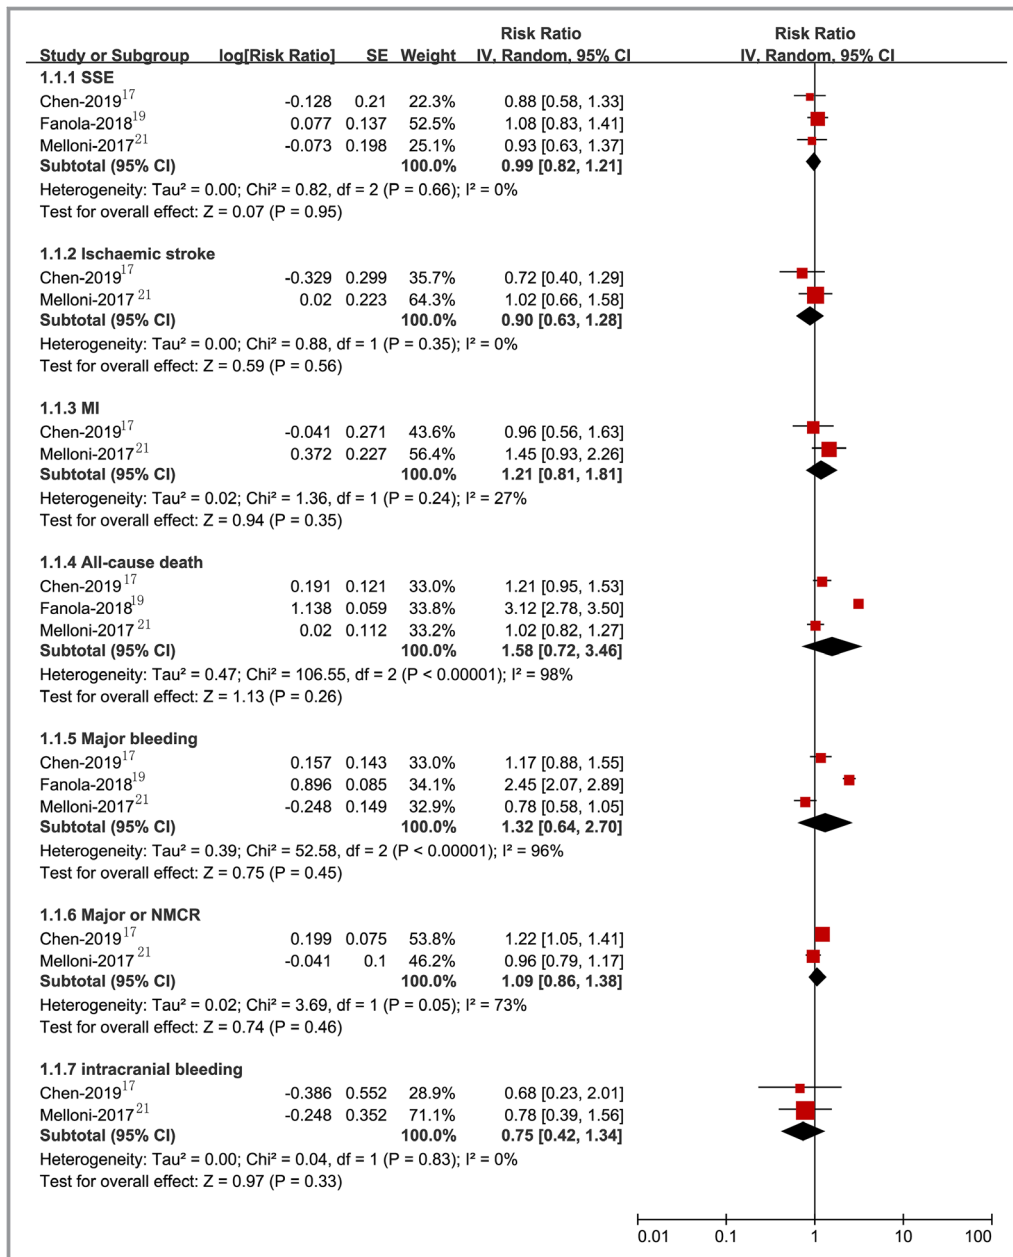 Risk Ratio Risk Ratio
Study or Subgroup log[Risk Ratio] SE Weight IV, Random, 95% CI IV, Random, 95% CI
1.1.1 SSE
Chen-2019¹⁷ -0.128 0.21 22.3% 0.88 [0.58, 1.33]
Fanola-2018¹⁹ 0.077 0.137 52.5% 1.08 [0.83, 1.41]
Melloni-2017²¹ -0.073 0.198 25.1% 0.93 [0.63, 1.37]
Subtotal (95% CI) 100.0% 0.99 [0.82, 1.21]
Heterogeneity: Tau² = 0.00; Chi² = 0.82, df = 2 (P = 0.66); I² = 0%
Test for overall effect: Z = 0.07 (P = 0.95)
1.1.2 Ischaemic stroke
Chen-2019¹⁷ -0.329 0.299 35.7% 0.72 [0.40, 1.29]
Melloni-2017 ²¹ 0.02 0.223 64.3% 1.02 [0.66, 1.58]
Subtotal (95% CI) 100.0% 0.90 [0.63, 1.28]
Heterogeneity: Tau² = 0.00; Chi² = 0.88, df = 1 (P = 0.35); I² = 0%
Test for overall effect: Z = 0.59 (P = 0.56)
1.1.3 MI
Chen-2019¹⁷ -0.041 0.271 43.6% 0.96 [0.56, 1.63]
Melloni-2017²¹ 0.372 0.227 56.4% 1.45 [0.93, 2.26]
Subtotal (95% CI) 100.0% 1.21 [0.81, 1.81]
Heterogeneity: Tau² = 0.02; Chi² = 1.36, df = 1 (P = 0.24); I² = 27%
Test for overall effect: Z = 0.94 (P = 0.35)
1.1.4 All-cause death
Chen-2019¹⁷ 0.191 0.121 33.0% 1.21 [0.95, 1.53]
Fanola-2018¹⁹ 1.138 0.059 33.8% 3.12 [2.78, 3.50]
Melloni-2017 ²¹ 0.02 0.112 33.2% 1.02 [0.82, 1.27]
Subtotal (95% CI) 100.0% 1.58 [0.72, 3.46]
Heterogeneity: Tau² = 0.47; Chi² = 106.55, df = 2 (P < 0.00001); I² = 98%
Test for overall effect: Z = 1.13 (P = 0.26)
1.1.5 Major bleeding
Chen-2019¹⁷ 0.157 0.143 33.0% 1.17 [0.88, 1.55]
Fanola-2018¹⁹ 0.896 0.085 34.1% 2.45 [2.07, 2.89]
Melloni-2017²¹ -0.248 0.149 32.9% 0.78 [0.58, 1.05]
Subtotal (95% CI) 100.0% 1.32 [0.64, 2.70]
Heterogeneity: Tau² = 0.39; Chi² = 52.58, df = 2 (P < 0.00001); I² = 96%
Test for overall effect: Z = 0.75 (P = 0.45)
1.1.6 Major or NMCR
Chen-2019¹⁷ 0.199 0.075 53.8% 1.22 [1.05, 1.41]
Melloni-2017 ²¹ -0.041 0.1 46.2% 0.96 [0.79, 1.17]
Subtotal (95% CI) 100.0% 1.09 [0.86, 1.38]
Heterogeneity: Tau² = 0.02; Chi² = 3.69, df = 1 (P = 0.05); I² = 73%
Test for overall effect: Z = 0.74 (P = 0.46)
1.1.7 intracranial bleeding
Chen-2019¹⁷ -0.386 0.552 28.9% 0.68 [0.23, 2.01]
Melloni-2017²¹ -0.248 0.352 71.1% 0.78 [0.39, 1.56]
Subtotal (95% CI) 100.0% 0.75 [0.42, 1.34]
Heterogeneity: Tau² = 0.00; Chi² = 0.04, df = 1 (P = 0.83); I² = 0%
Test for overall effect: Z = 0.97 (P = 0.33)
0.01 0.1 1 10 100